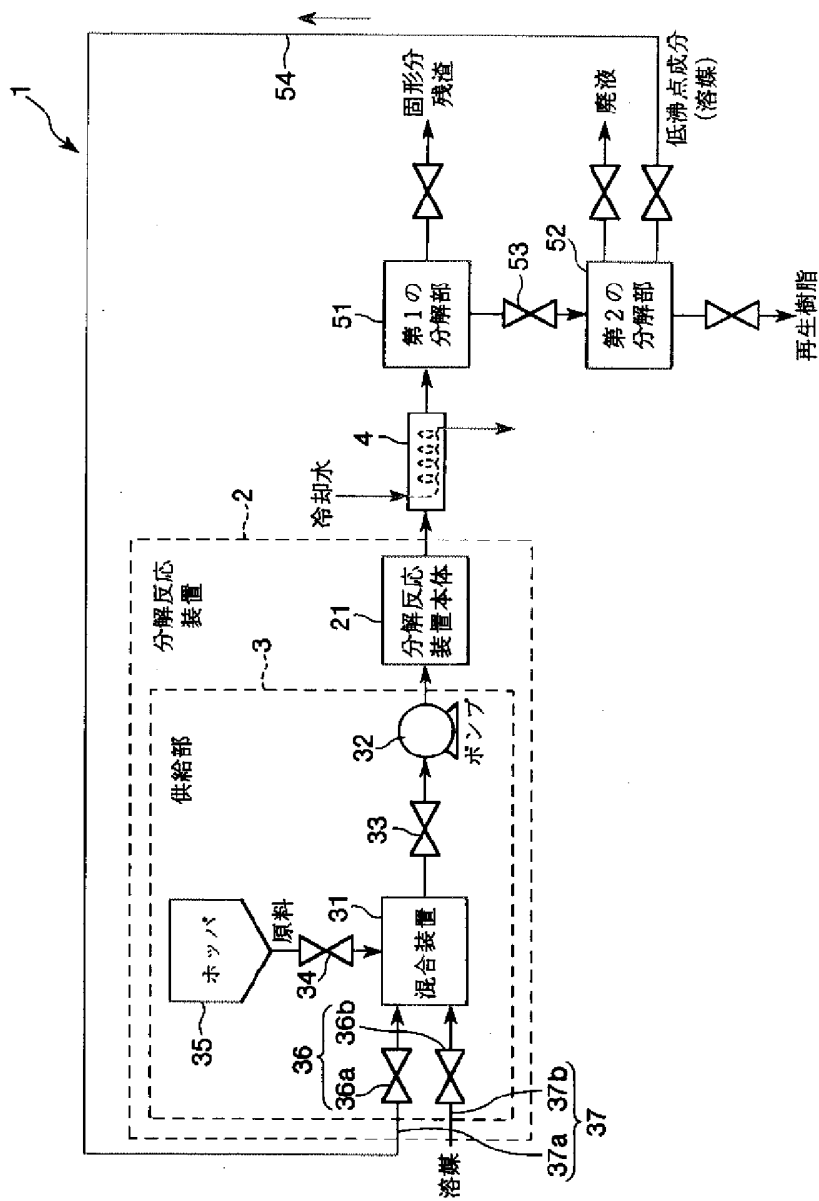 1
54
分解反応
装置
2
供給部
3
ホッパ
35
原料
34
混合装置
31
36
36a
36b
溶媒
37a
37b
37
33
32
ポンプ
分解反応
装置本体
21
冷却水
4
第1の
分解部
51
固形分
残渣
53
第2の
分解部
52
廃液
低沸点成分
(溶媒)
再生樹脂